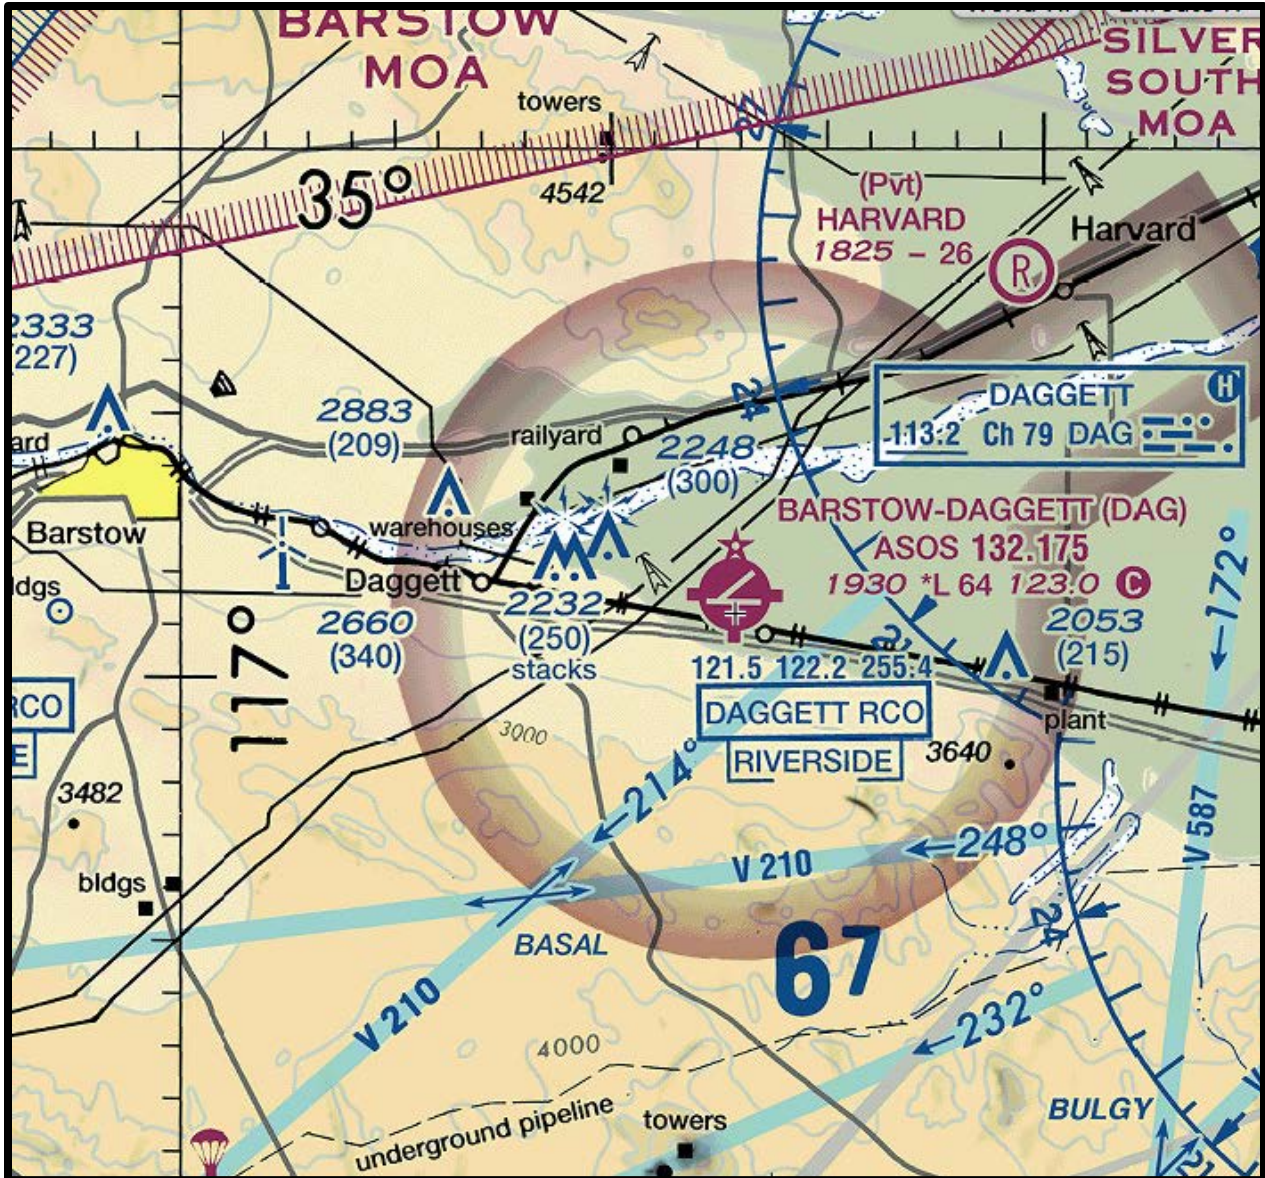 BARSTOW
MOA
SILVER
SOUTH
MOA
towers
35°
4542
(Pvt)
HARVARD
1825 - 26
R
Harvard
2333
(227)
2883
(209)
railyard
2248
(300)
24
DAGGETT
H
113.2 Ch 79 DAG
warehouses
Barstow
Daggett
BARSTOW-DAGGETT (DAG)
ASOS 132.175
1930 *L 64 123.0 C
172°
2660
(340)
2232
(250)
stacks
2053
(215)
21
121.5 122.2 255.4
DAGGETT RCO
RIVERSIDE
plant
117°
RCO
3000
3640
214°
3482
248°
V 210
V 587
bldgs
24
BASAL
67
V 210
232°
4000
BULGY
underground pipeline
towers
21